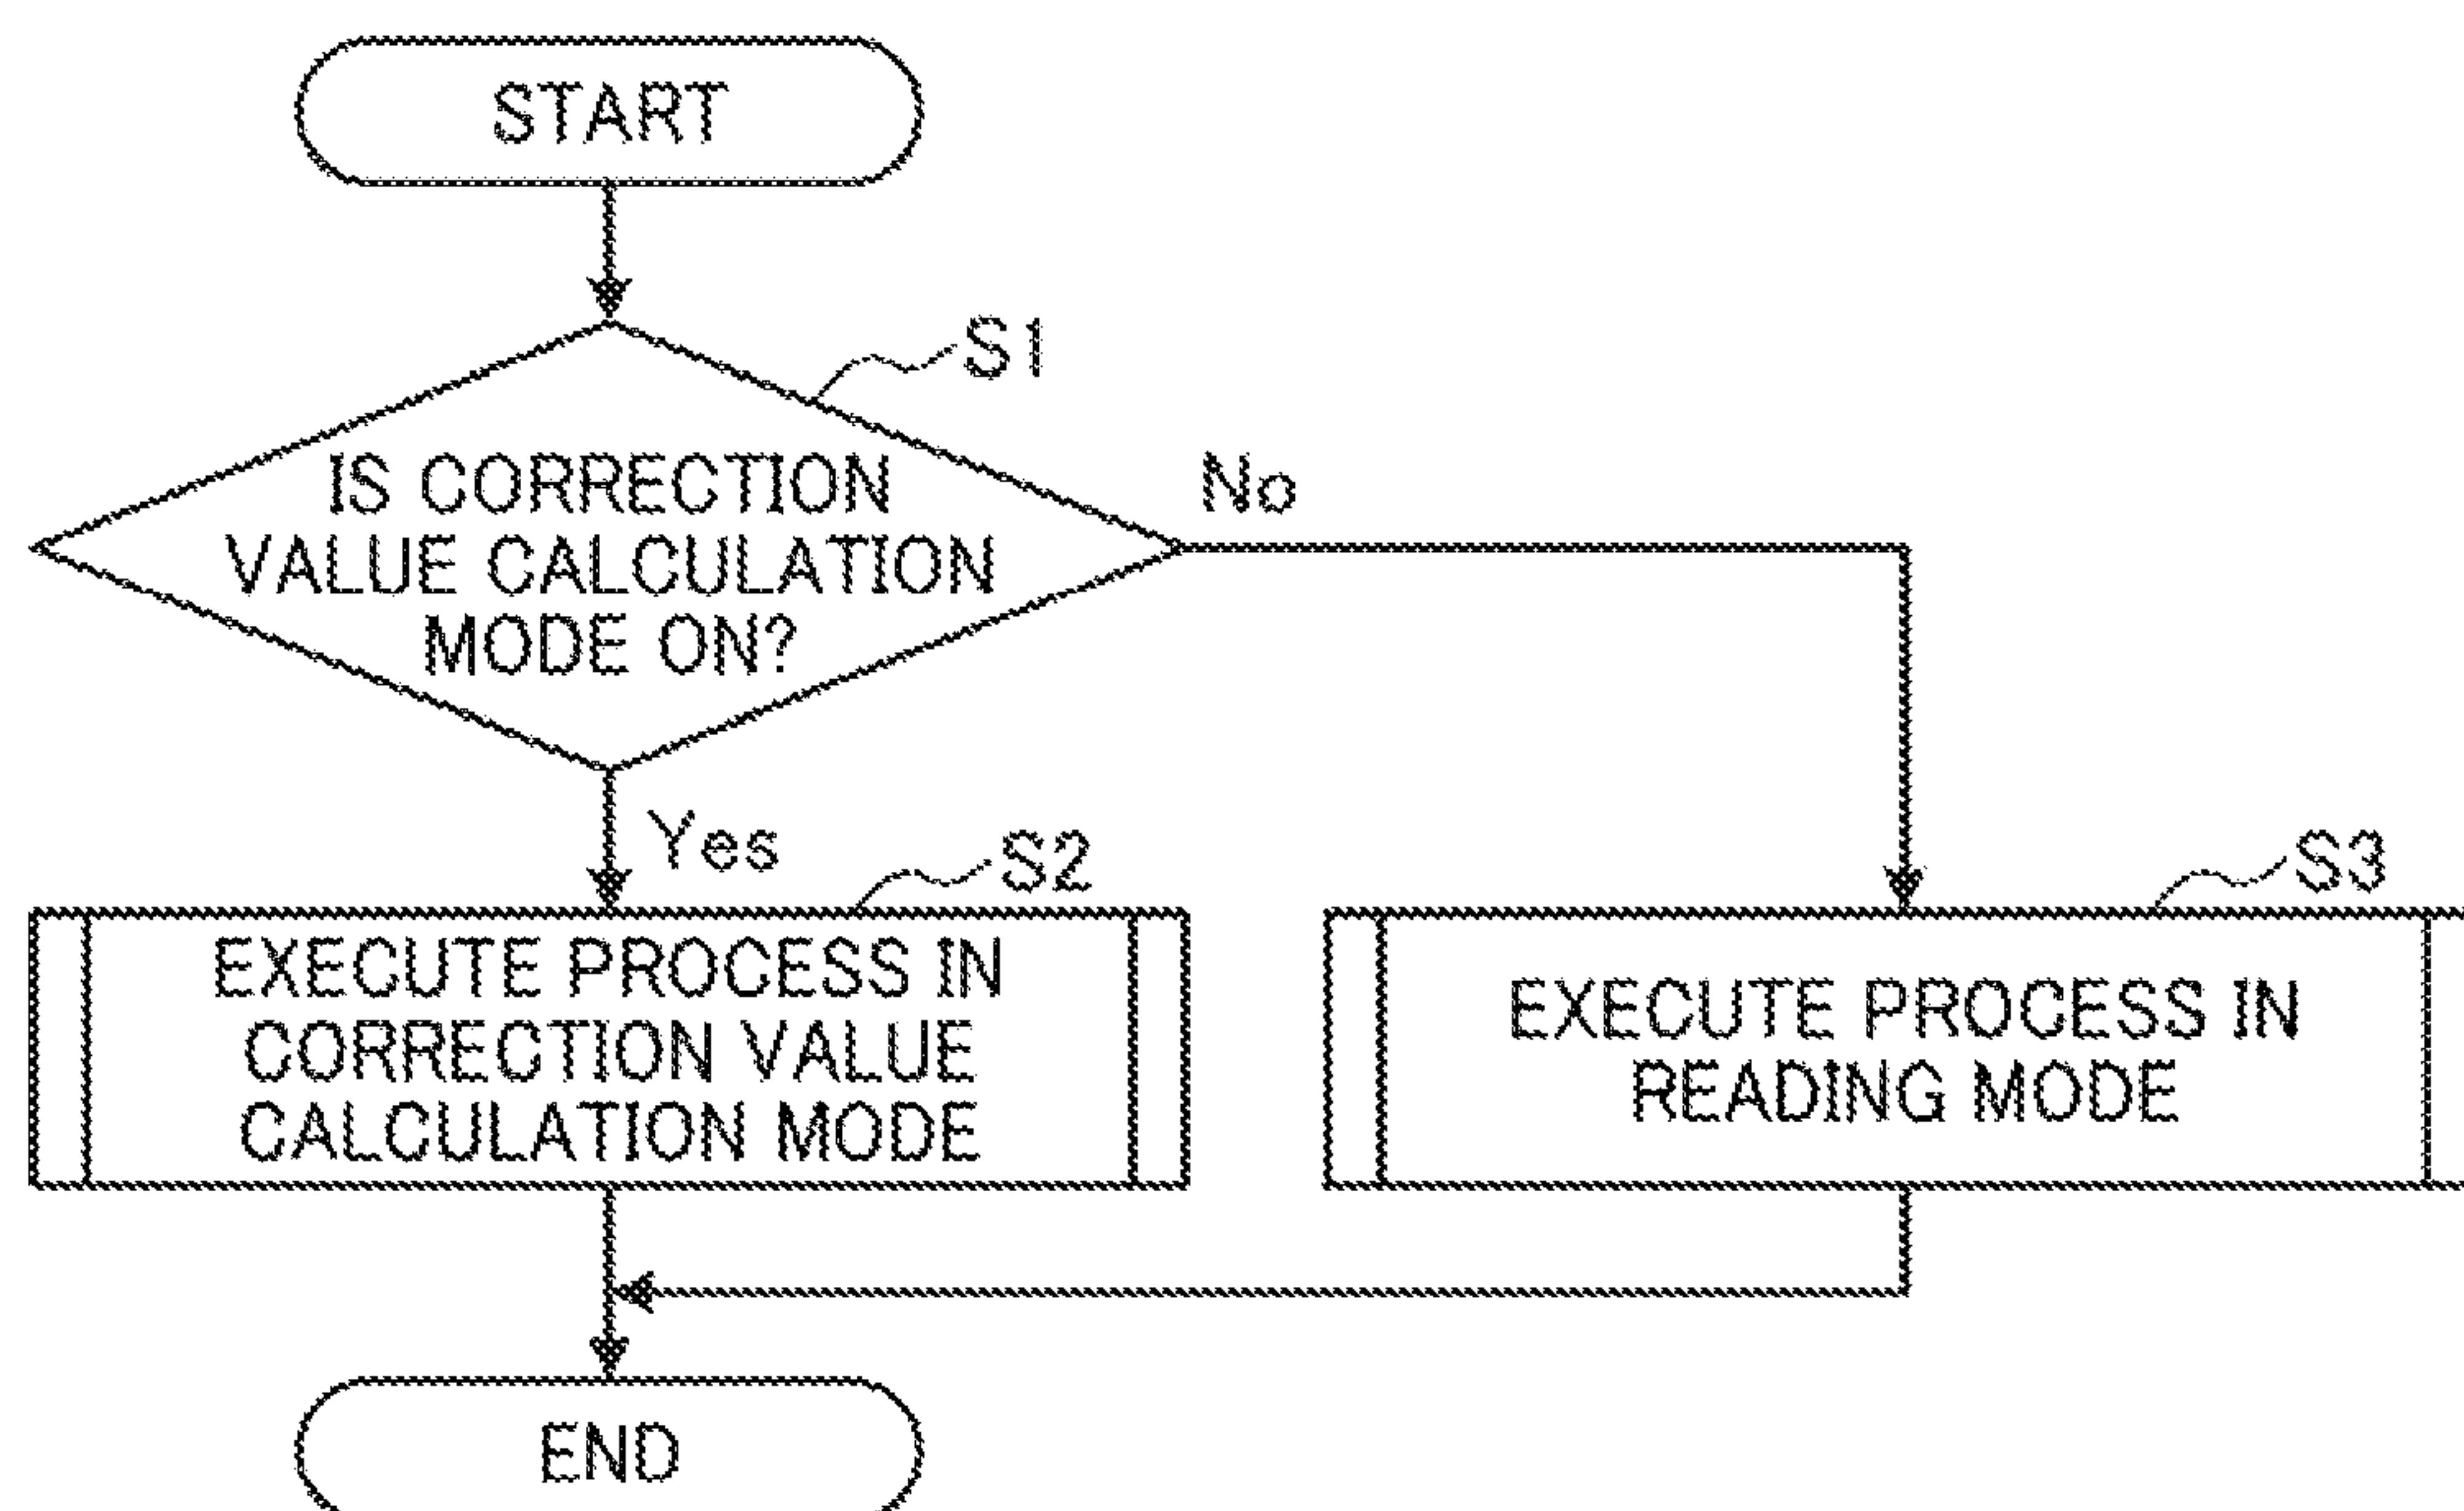 START
S1
IS CORRECTION
VALUE CALCULATION
MODE ON?
No
Yes
S2
S3
EXECUTE PROCESS IN
CORRECTION VALUE
CALCULATION MODE
EXECUTE PROCESS IN
READING MODE
END